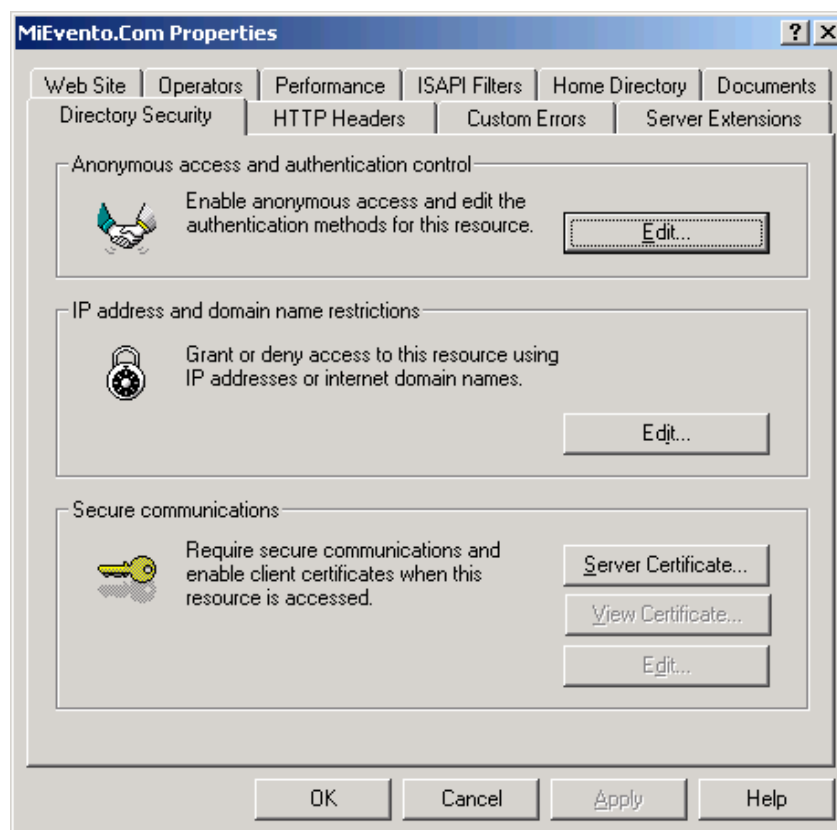 MiEvento.Com Properties
Web Site Operators Performance ISAPI Filters Home Directory Documents
Directory Security HTTP Headers Custom Errors Server Extensions
Anonymous access and authentication control
Enable anonymous access and edit the
authentication methods for this resource.
Edit...
IP address and domain name restrictions
Grant or deny access to this resource using
IP addresses or internet domain names.
Edit...
Secure communications
Require secure communications and
enable client certificates when this
resource is accessed.
Server Certificate...
View Certificate...
Edit...
OK Cancel Apply Help